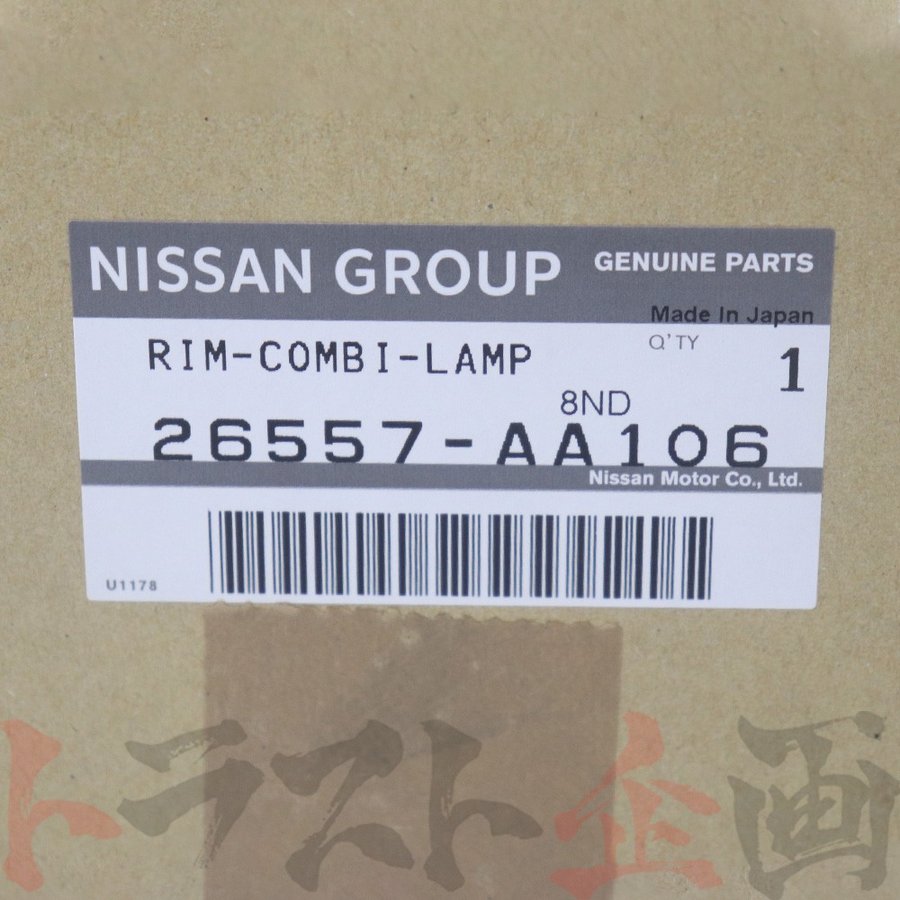 NISSAN GROUP
GENUINE PARTS
Made In Japan
RIM-COMBI-LAMP
Q'TY
1
8ND
26557-AA106
Nissan Motor Co., Ltd.
U1178
トラスト企画